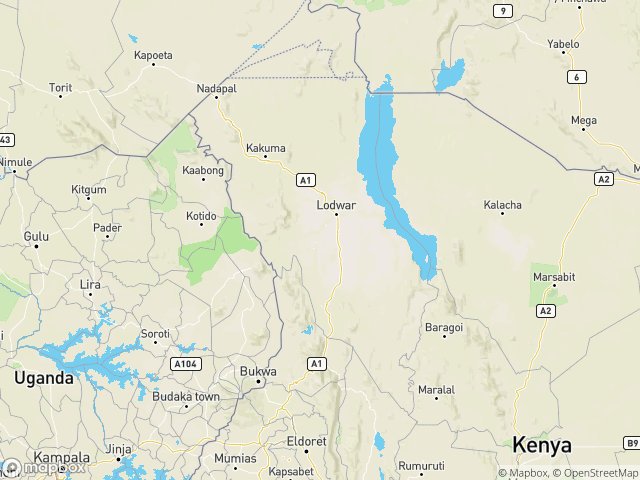 9
Finchawa
Yabelo
Kapoeta
6
Torit
Nadapal
Mega
43
Kakuma
Nimule
Kaabong
A1
A2
Kitgum
Lodwar
Kalacha
Kotido
Pader
Gulu
Lira
Marsabit
A2
Soroti
Baragoi
A104
A1
Bukwa
Uganda
Maralal
Budaka town
Eldoret
Kenya
B9
Jinja
Kampala
Mumias
Kapsabet
Rumuruti
mapbox
© Mapbox, © OpenStreetMap